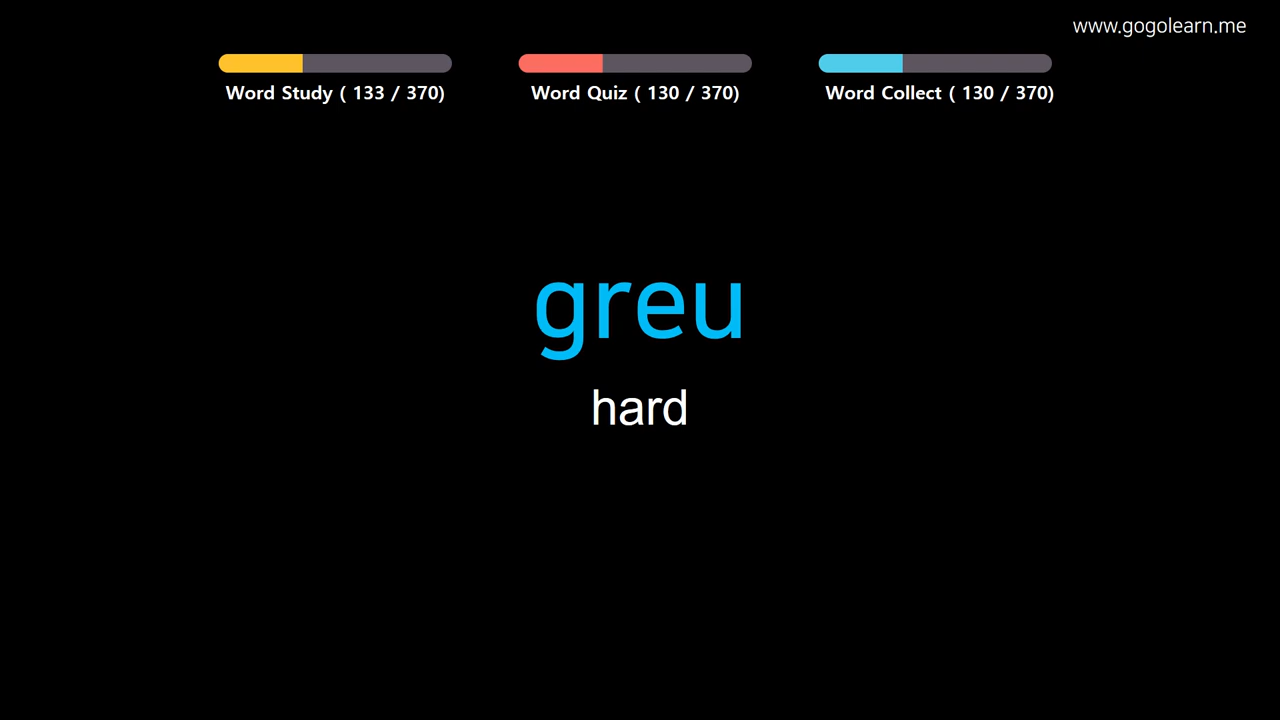 www.gogolearn.me
Word Study ( 133 / 370)
Word Quiz ( 130 / 370)
Word Collect ( 130 / 370)
greu
hard